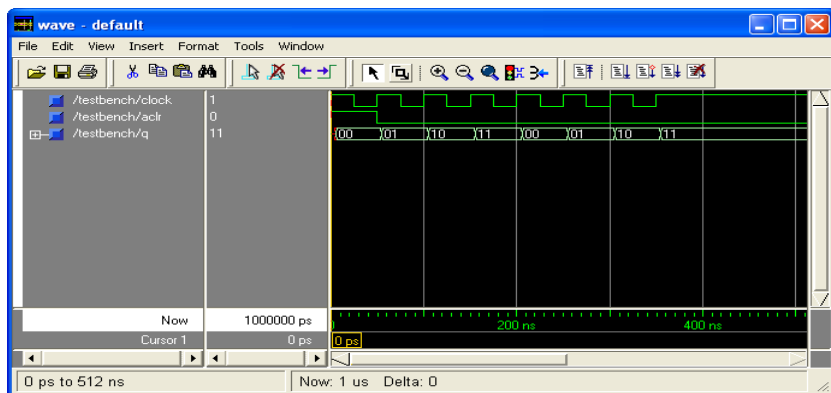 wave - default
File Edit View Insert Format Tools Window
/testbench/clock 1
/testbench/aclr 0
/testbench/q 11
00 01 10 11 00 01 10 11
Now 1000000 ps
200 ns 400 ns
Cursor 1 0 ps 0 ps
0 ps to 512 ns Now: 1 us Delta: 0